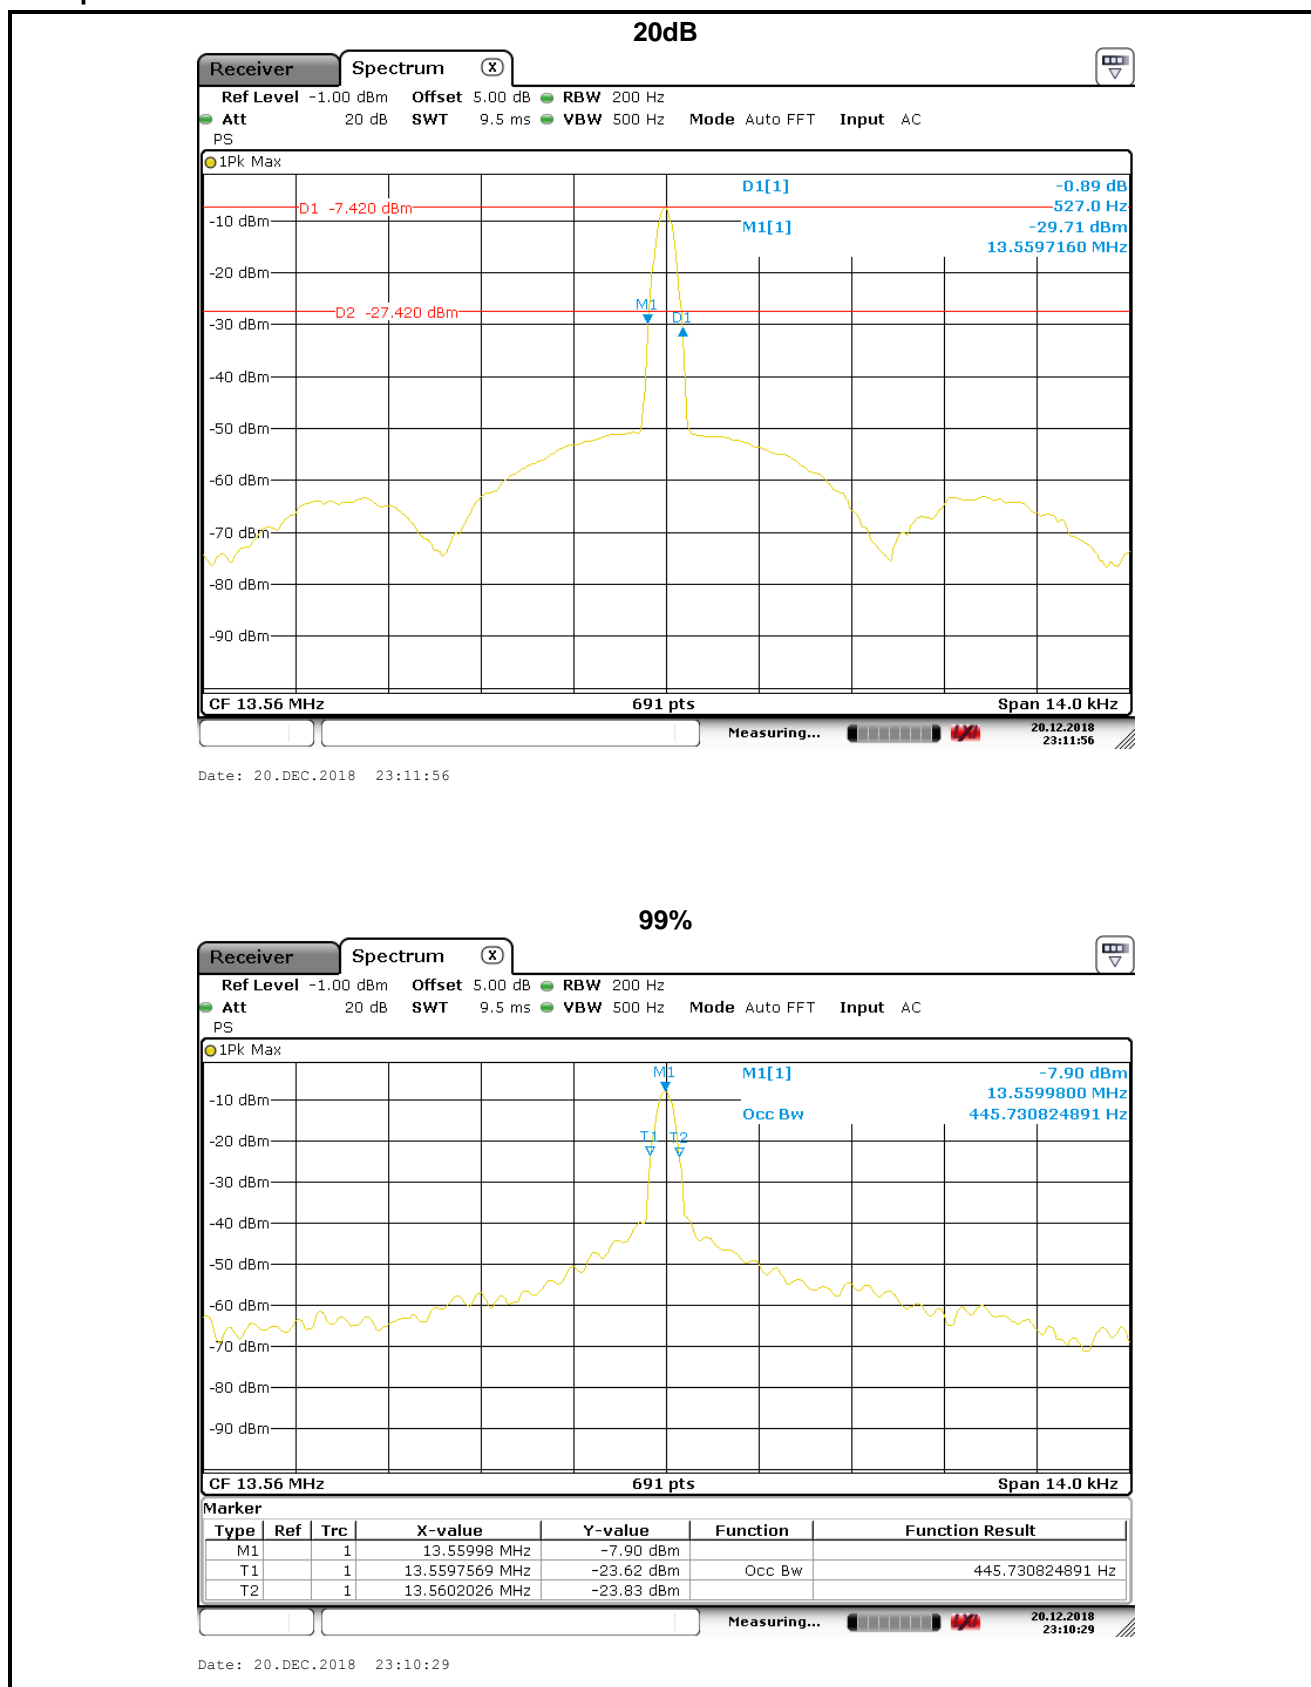 20dB
Receiver Spectrum X
Ref Level -1.00 dBm Offset 5.00 dB RBW 200 Hz
Att 20 dB SWT 9.5 ms VBW 500 Hz Mode Auto FFT Input AC
PS
1Pk Max
D1[1] -0.89 dB
D1 -7.420 dBm 527.0 Hz
-10 dBm M1[1] -29.71 dBm
13.5597160 MHz
-20 dBm
M1
D2 -27.420 dBm D1
-30 dBm
-40 dBm
-50 dBm
-60 dBm
-70 dBm
-80 dBm
-90 dBm
CF 13.56 MHz 691 pts Span 14.0 kHz
Measuring... 20.12.2018
23:11:56
Date: 20.DEC.2018 23:11:56
99%
Receiver Spectrum X
Ref Level -1.00 dBm Offset 5.00 dB RBW 200 Hz
Att 20 dB SWT 9.5 ms VBW 500 Hz Mode Auto FFT Input AC
PS
1Pk Max
M1 M1[1] -7.90 dBm
13.5599800 MHz
-10 dBm
Occ Bw 445.730824891 Hz
T1 T2
-20 dBm
-30 dBm
-40 dBm
-50 dBm
-60 dBm
-70 dBm
-80 dBm
-90 dBm
CF 13.56 MHz 691 pts Span 14.0 kHz
Marker
Type Ref Trc X-value Y-value Function Function Result
M1 1 13.55998 MHz -7.90 dBm
T1 1 13.5597569 MHz -23.62 dBm Occ Bw 445.730824891 Hz
T2 1 13.5602026 MHz -23.83 dBm
Measuring... 20.12.2018
23:10:29
Date: 20.DEC.2018 23:10:29